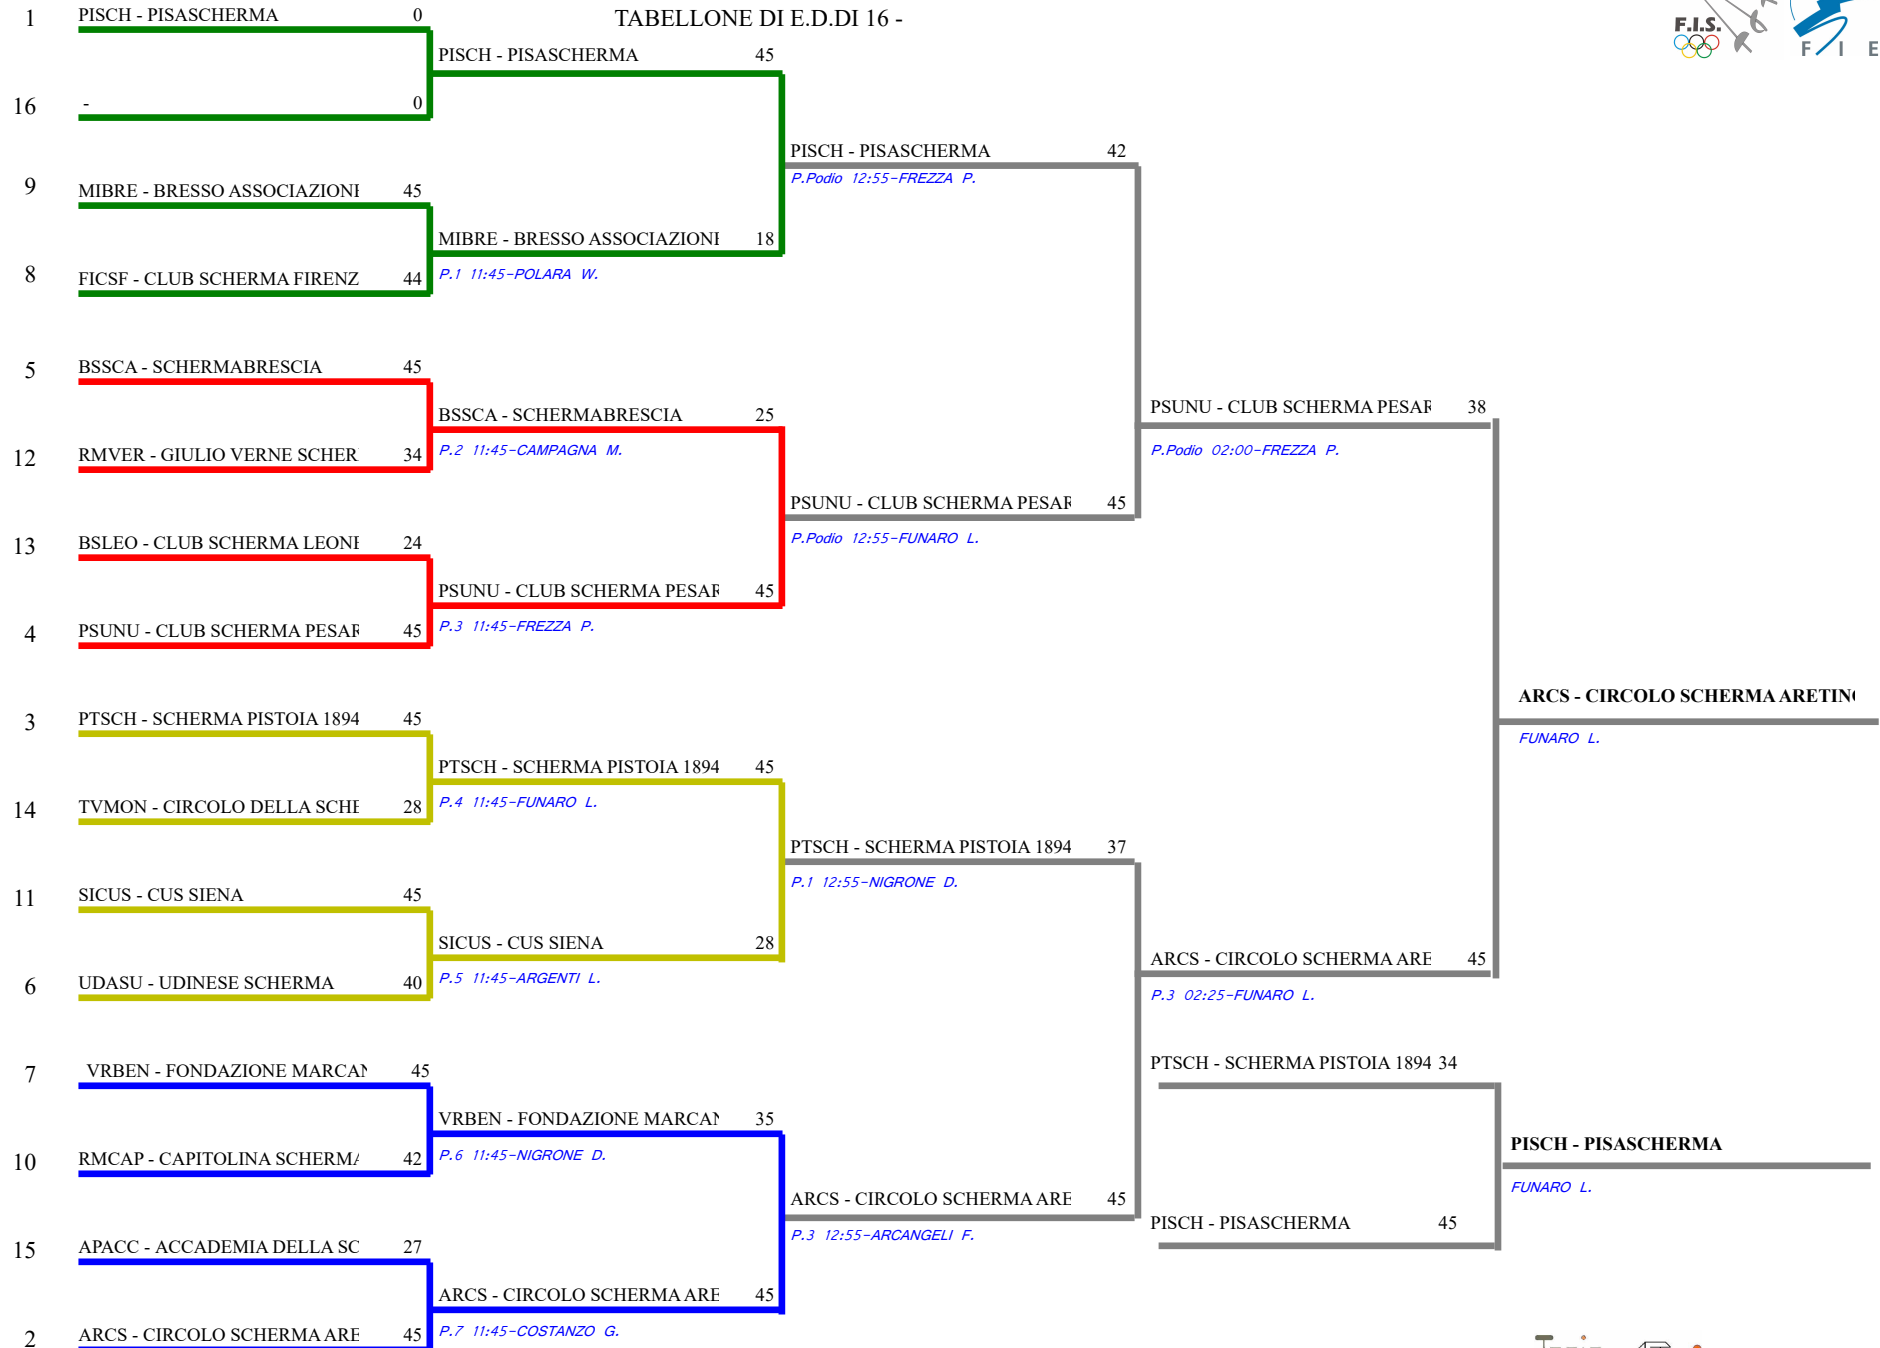 TABELLONE DI E.D.DI 16 -
F.I.S.
F I E
1 PISCH - PISASCHERMA 0
PISCH - PISASCHERMA 45
16 - 0
PISCH - PISASCHERMA 42
P.Podio 12:55-FREZZA P.
9 MIBRE - BRESSO ASSOCIAZIONE 45
MIBRE - BRESSO ASSOCIAZIONE 18
8 FICSF - CLUB SCHERMA FIRENZ 44
P.1 11:45-POLARA W.
5 BSSCA - SCHERMABRESCIA 45
BSSCA - SCHERMABRESCIA 25
PSUNU - CLUB SCHERMA PESAR 38
12 RMVER - GIULIO VERNE SCHER 34
P.2 11:45-CAMPAGNA M.
P.Podio 02:00-FREZZA P.
PSUNU - CLUB SCHERMA PESAR 45
P.Podio 12:55-FUNARO L.
13 BSLEO - CLUB SCHERMA LEONE 24
PSUNU - CLUB SCHERMA PESAR 45
4 PSUNU - CLUB SCHERMA PESAR 45
P.3 11:45-FREZZA P.
ARCS - CIRCOLO SCHERMA ARETINO
FUNARO L.
3 PTSCH - SCHERMA PISTOIA 1894 45
PTSCH - SCHERMA PISTOIA 1894 45
14 TVMON - CIRCOLO DELLA SCHE 28
P.4 11:45-FUNARO L.
PTSCH - SCHERMA PISTOIA 1894 37
P.1 12:55-NIGRONE D.
11 SICUS - CUS SIENA 45
SICUS - CUS SIENA 28
ARCS - CIRCOLO SCHERMA ARE 45
6 UDASU - UDINESE SCHERMA 40
P.5 11:45-ARGENTI L.
P.3 02:25-FUNARO L.
7 VRBEN - FONDAZIONE MARCAN 45
PTSCH - SCHERMA PISTOIA 1894 34
VRBEN - FONDAZIONE MARCAN 35
PISCH - PISASCHERMA
10 RMCAP - CAPITOLINA SCHERMA 42
P.6 11:45-NIGRONE D.
FUNARO L.
ARCS - CIRCOLO SCHERMA ARE 45
P.3 12:55-ARCANGELI F.
PISCH - PISASCHERMA 45
15 APACC - ACCADEMIA DELLA SC 27
ARCS - CIRCOLO SCHERMA ARE 45
2 ARCS - CIRCOLO SCHERMA ARE 45
P.7 11:45-COSTANZO G.